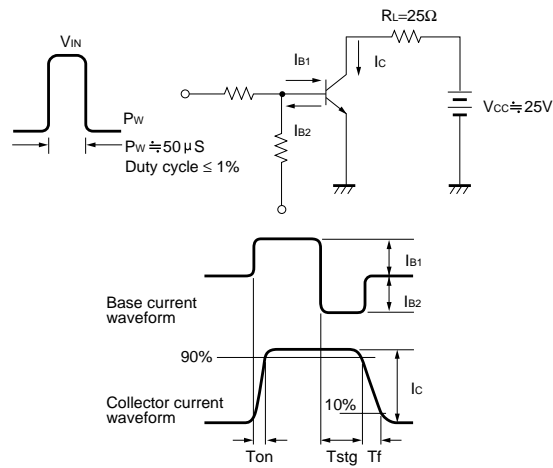 RL=25Ω
VIN
IB1
IC
PW
IB2
VCC≒25V
PW≒50μS
Duty cycle ≤ 1%
IB1
IB2
Base current
waveform
90%
IC
10%
Collector current
waveform
Ton
Tstg
Tf